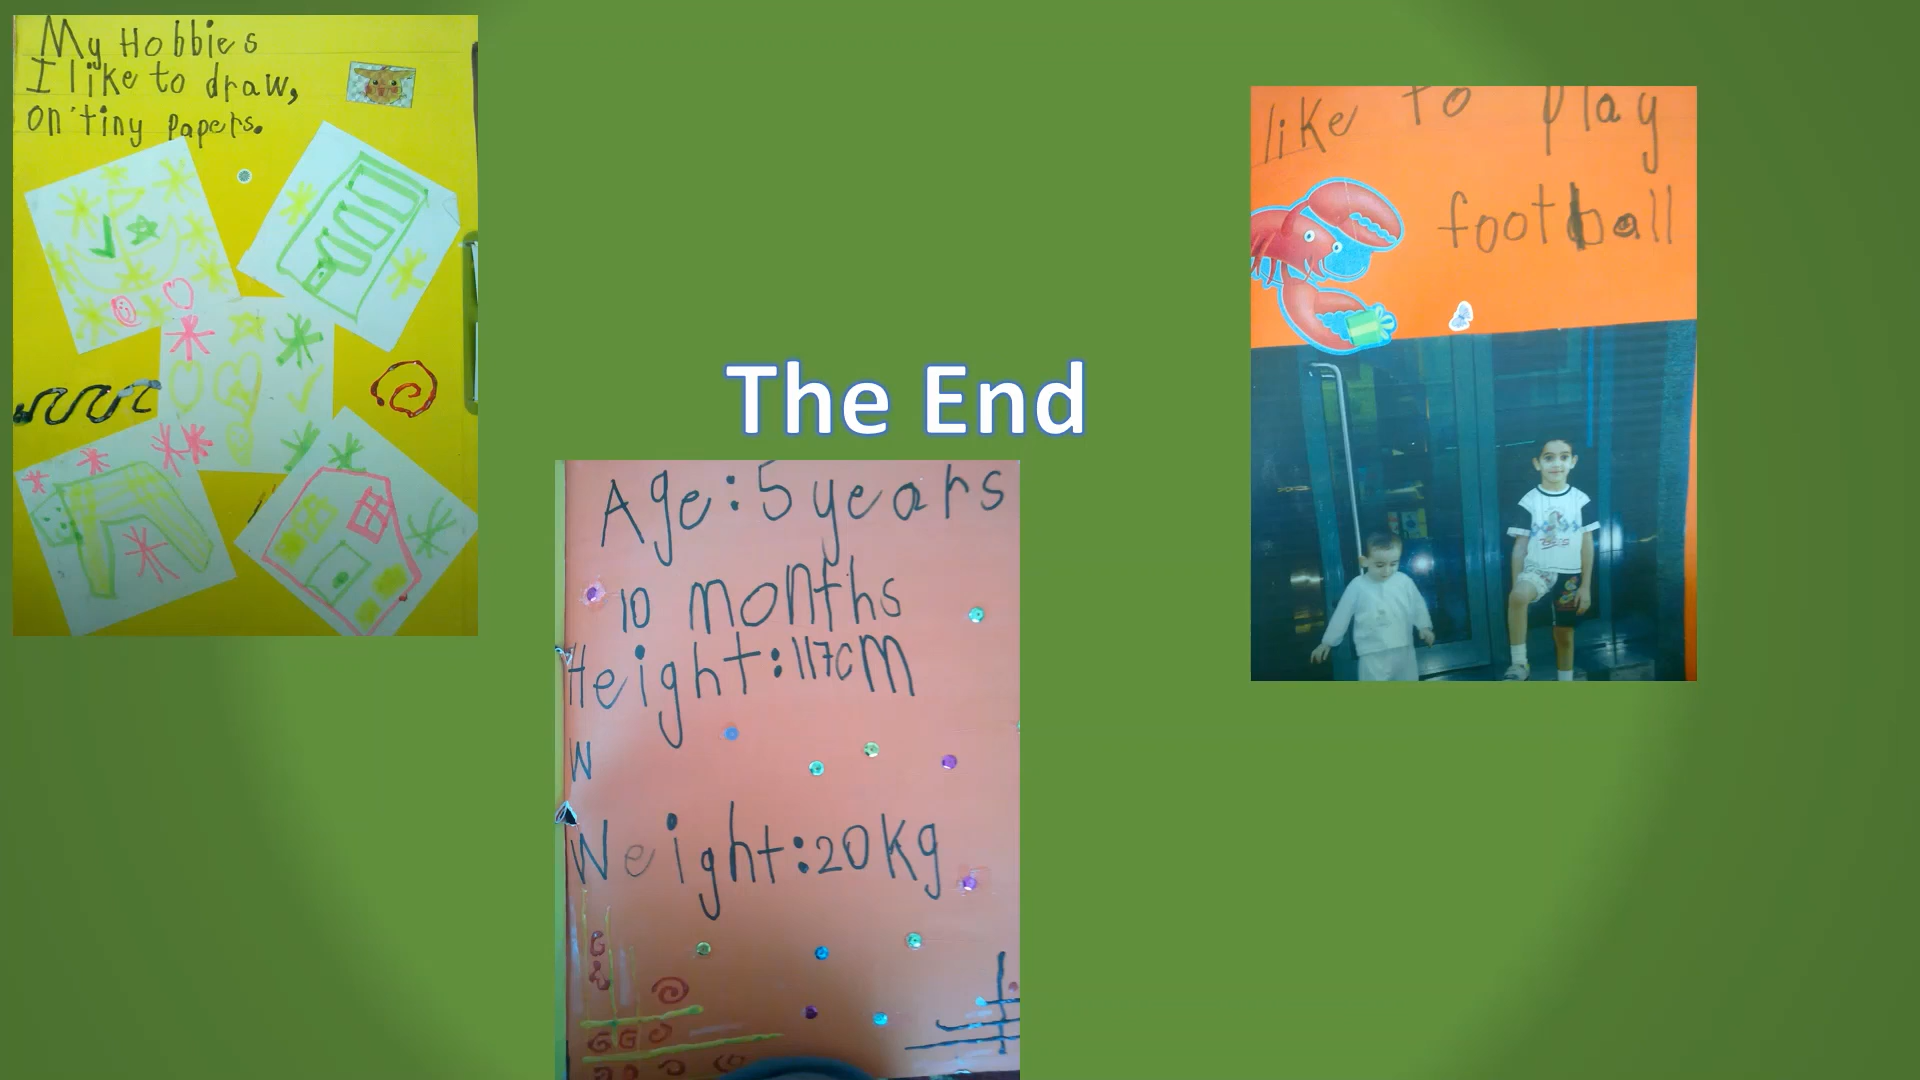 My Hobbies
I like to draw,
on tiny papers.
The End
Age: 5 years
10 months
Height: 117cm
W
Weight: 20kg
like to play
football